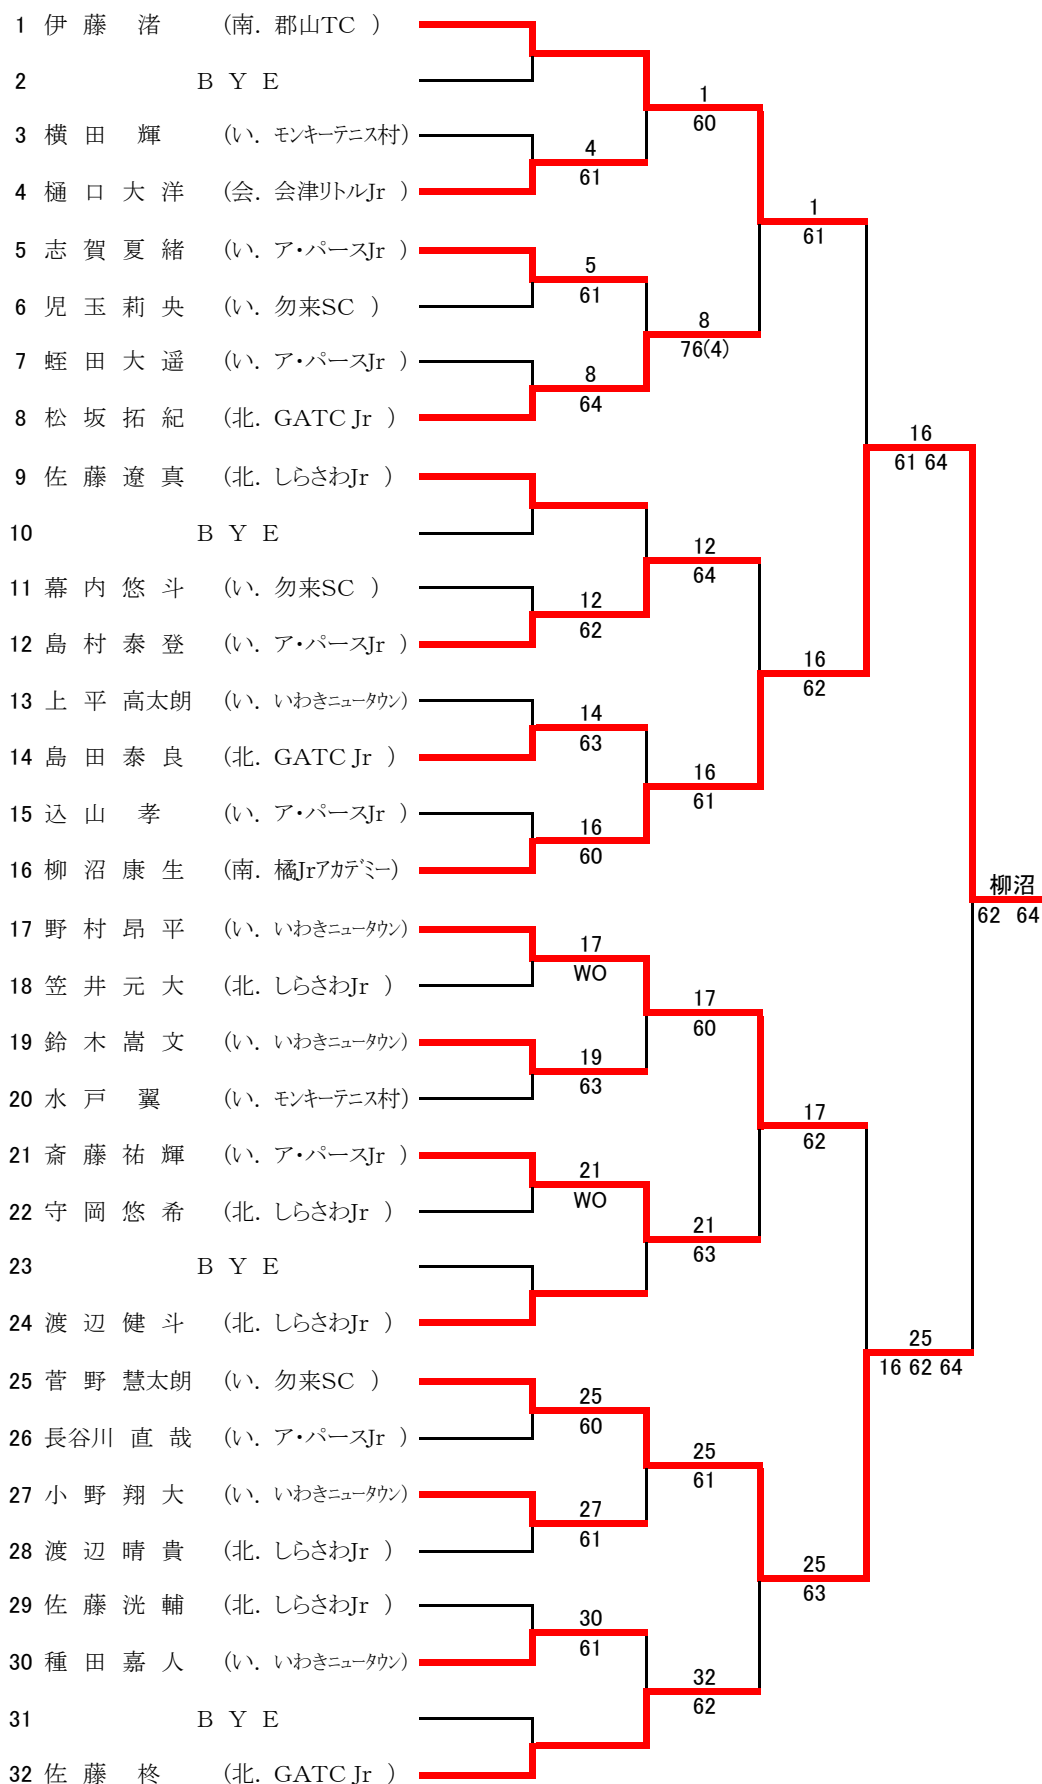 1 伊 藤 渚 (南. 郡山TC )
2 B Y E
3 横 田 輝 (い. モンキーテニス村)
4 樋 口 大 洋 (会. 会津リトルJr )
5 志 賀 夏 緒 (い. ア・パースJr )
6 児 玉 莉 央 (い. 勿来SC )
7 蛭 田 大 遥 (い. ア・パースJr )
8 松 坂 拓 紀 (北. GATC Jr )
9 佐 藤 遼 真 (北. しらさわJr )
10 B Y E
11 幕 内 悠 斗 (い. 勿来SC )
12 島 村 泰 登 (い. ア・パースJr )
13 上 平 高太朗 (い. いわきニュータウン)
14 島 田 泰 良 (北. GATC Jr )
15 込 山 孝 (い. ア・パースJr )
16 柳 沼 康 生 (南. 橘Jrアカデミー)
17 野 村 昂 平 (い. いわきニュータウン)
18 笠 井 元 大 (北. しらさわJr )
19 鈴 木 嵩 文 (い. いわきニュータウン)
20 水 戸 翼 (い. モンキーテニス村)
21 斎 藤 祐 輝 (い. ア・パースJr )
22 守 岡 悠 希 (北. しらさわJr )
23 B Y E
24 渡 辺 健 斗 (北. しらさわJr )
25 菅 野 慧太朗 (い. 勿来SC )
26 長谷川 直 哉 (い. ア・パースJr )
27 小 野 翔 大 (い. いわきニュータウン)
28 渡 辺 晴 貴 (北. しらさわJr )
29 佐 藤 洸 輔 (北. しらさわJr )
30 種 田 嘉 人 (い. いわきニュータウン)
31 B Y E
32 佐 藤 柊 (北. GATC Jr )
4
61
5
61
8
64
12
62
14
63
16
60
17
WO
19
63
21
WO
25
60
27
61
30
61
1
60
8
76(4)
12
64
16
61
17
60
21
63
25
61
32
62
1
61
16
62
17
62
25
63
16
61 64
25
16 62 64
柳沼
62 64